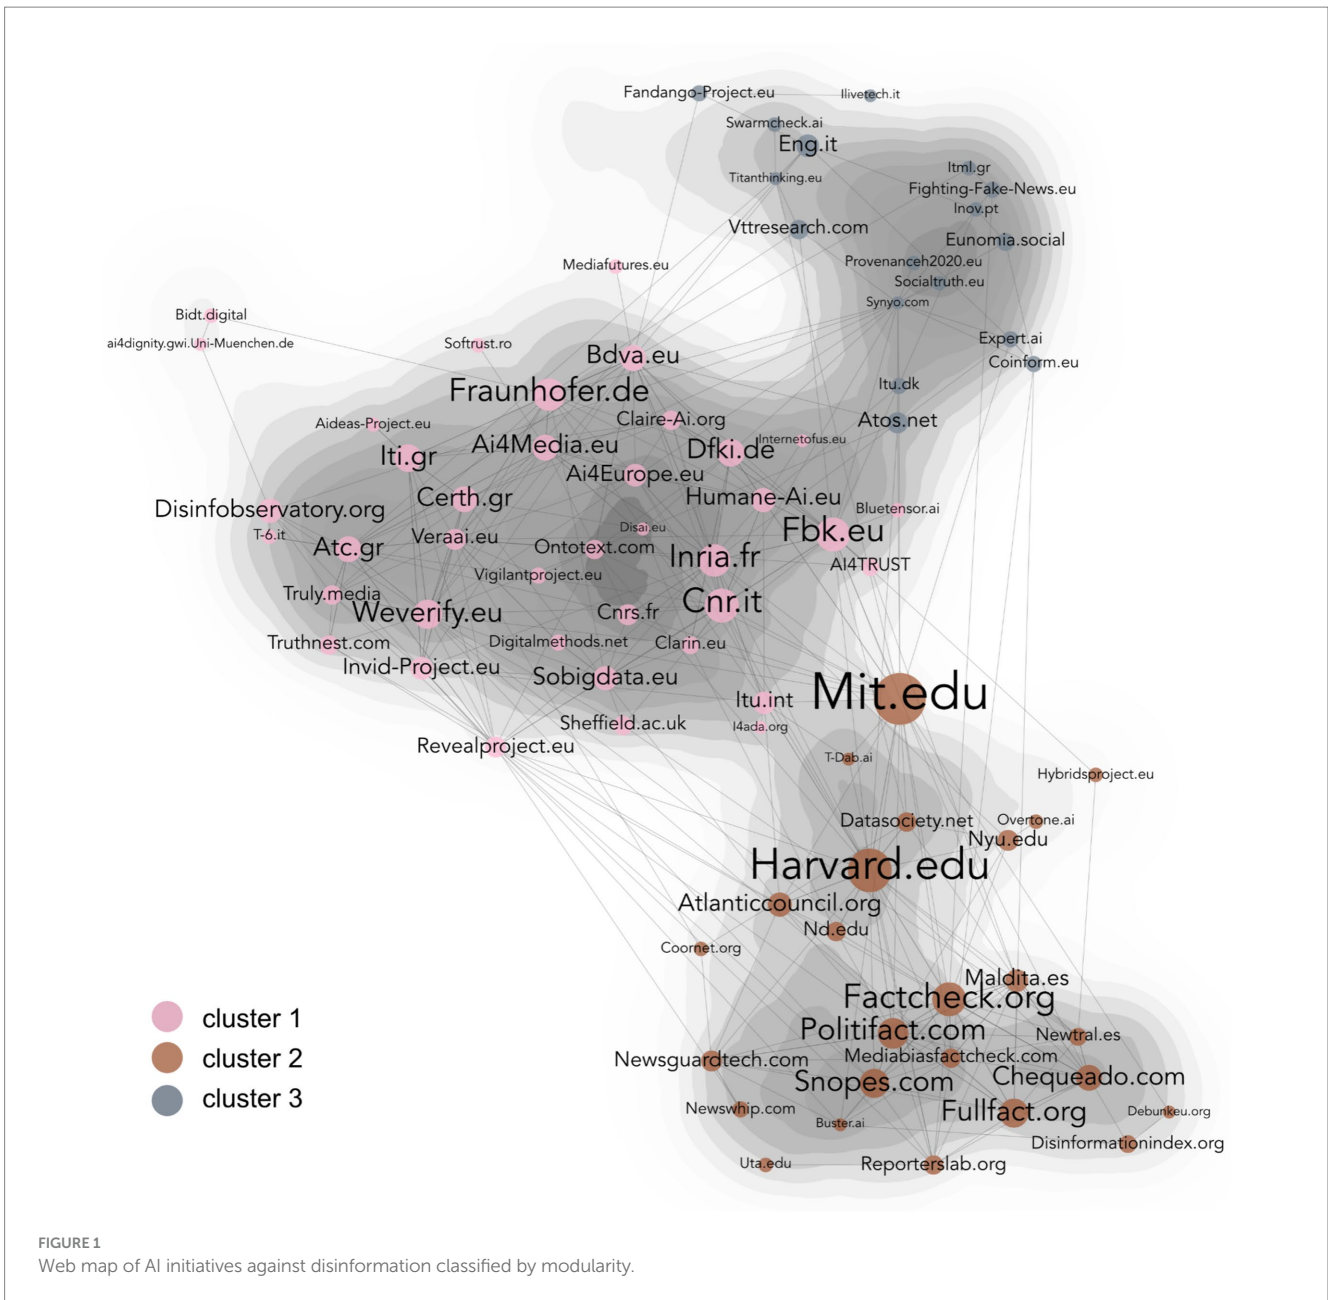 Fandango-Project.eu
Ilivetech.it
Swarmcheck.ai
Eng.it
Itml.gr
Titanthinking.eu
Fighting-Fake-News.eu
Inov.pt
Vttresearch.com
Eunomia.social
Provenanceh2020.eu
Mediafutures.eu
Socialtruth.eu
Synyo.com
Bidt.digital
Expert.ai
ai4dignity.gwi.Uni-Muenchen.de
Softrust.ro
Bdva.eu
Coinform.eu
Itu.dk
Fraunhofer.de
Claire-Ai.org
Atos.net
Aideas-Project.eu
Internetofus.eu
Ai4Media.eu
Dfki.de
Iti.gr
Ai4Europe.eu
Certh.gr
Humane-Ai.eu
Disinfobservatory.org
Bluetensor.ai
Disai.eu
Fbk.eu
T-6.it
Veraai.eu
Atc.gr
Ontotext.com
Inria.fr
AI4TRUST
Vigilantproject.eu
Truly.media
Cnr.it
Weverify.eu
Cnrs.fr
Truthnest.com
Digitalmethods.net
Clarin.eu
Invid-Project.eu
Sobigdata.eu
Mit.edu
Itu.int
Sheffield.ac.uk
I4ada.org
Revealproject.eu
T-Dab.ai
Hybridsproject.eu
Datasociety.net
Overtone.ai
Nyu.edu
Harvard.edu
Atlanticcouncil.org
Nd.edu
Coornet.org
Maldita.es
Factcheck.org
Politifact.com
Newtral.es
Newsguardtech.com
Mediabiasfactcheck.com
Snopes.com
Chequeado.com
Newswhip.com
Fullfact.org
Debunkeu.org
Buster.ai
Disinformationindex.org
Uta.edu
Reporterslab.org
cluster 1
cluster 2
cluster 3
FIGURE 1
Web map of AI initiatives against disinformation classified by modularity.